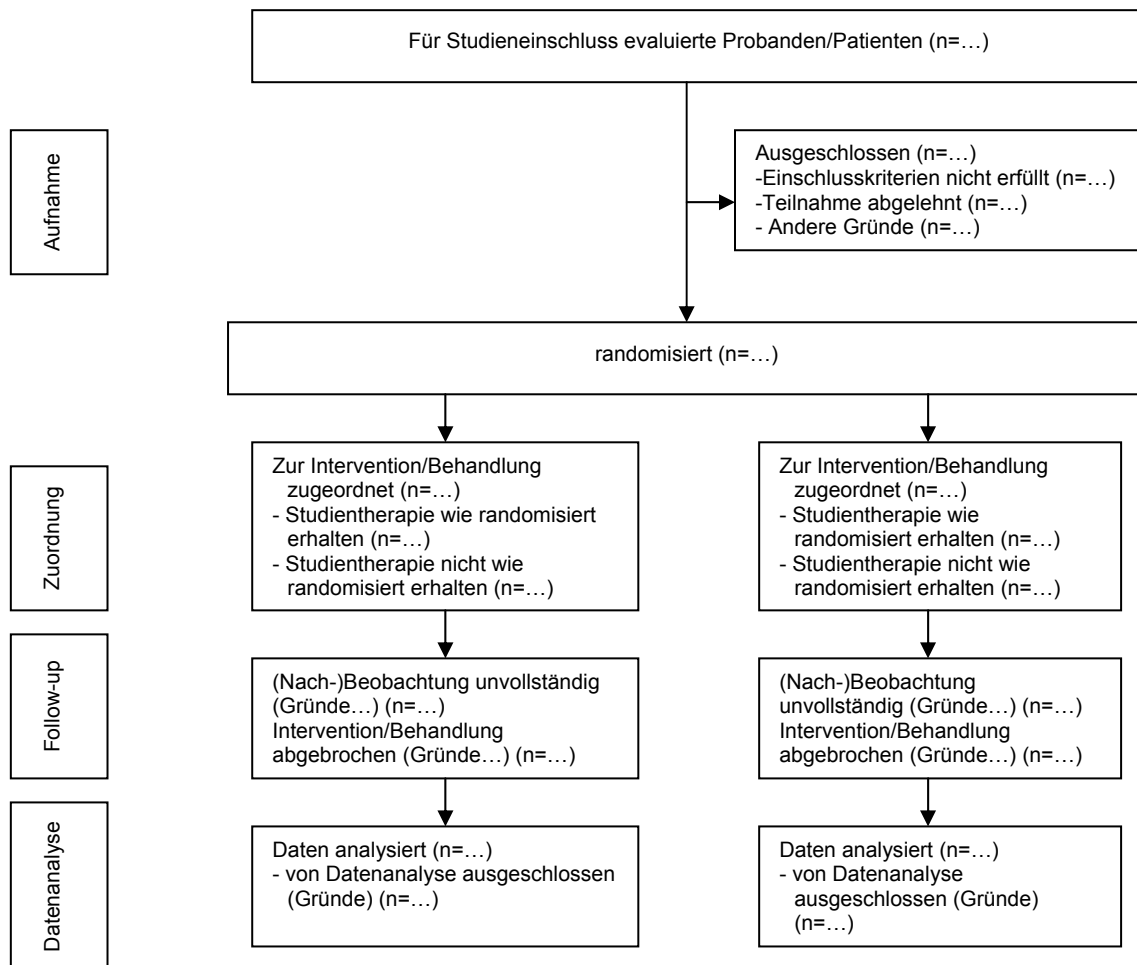 Für Studieneinschluss evaluierte Probanden/Patienten (n=…)
Aufnahme
Ausgeschlossen (n=…)
-Einschlusskriterien nicht erfüllt (n=…)
-Teilnahme abgelehnt (n=…)
- Andere Gründe (n=…)
randomisiert (n=…)
Zuordnung
Zur Intervention/Behandlung
zugeordnet (n=…)
- Studientherapie wie randomisiert
erhalten (n=…)
- Studientherapie nicht wie
randomisiert erhalten (n=…)
Zur Intervention/Behandlung
zugeordnet (n=…)
- Studientherapie wie
randomisiert erhalten (n=…)
- Studientherapie nicht wie
randomisiert erhalten (n=…)
Follow-up
(Nach-)Beobachtung unvollständig
(Gründe…) (n=…)
Intervention/Behandlung
abgebrochen (Gründe…) (n=…)
(Nach-)Beobachtung
unvollständig (Gründe…) (n=…)
Intervention/Behandlung
abgebrochen (Gründe…) (n=…)
Datenanalyse
Daten analysiert (n=…)
- von Datenanalyse ausgeschlossen
(Gründe) (n=…)
Daten analysiert (n=…)
- von Datenanalyse
ausgeschlossen (Gründe)
(n=…)